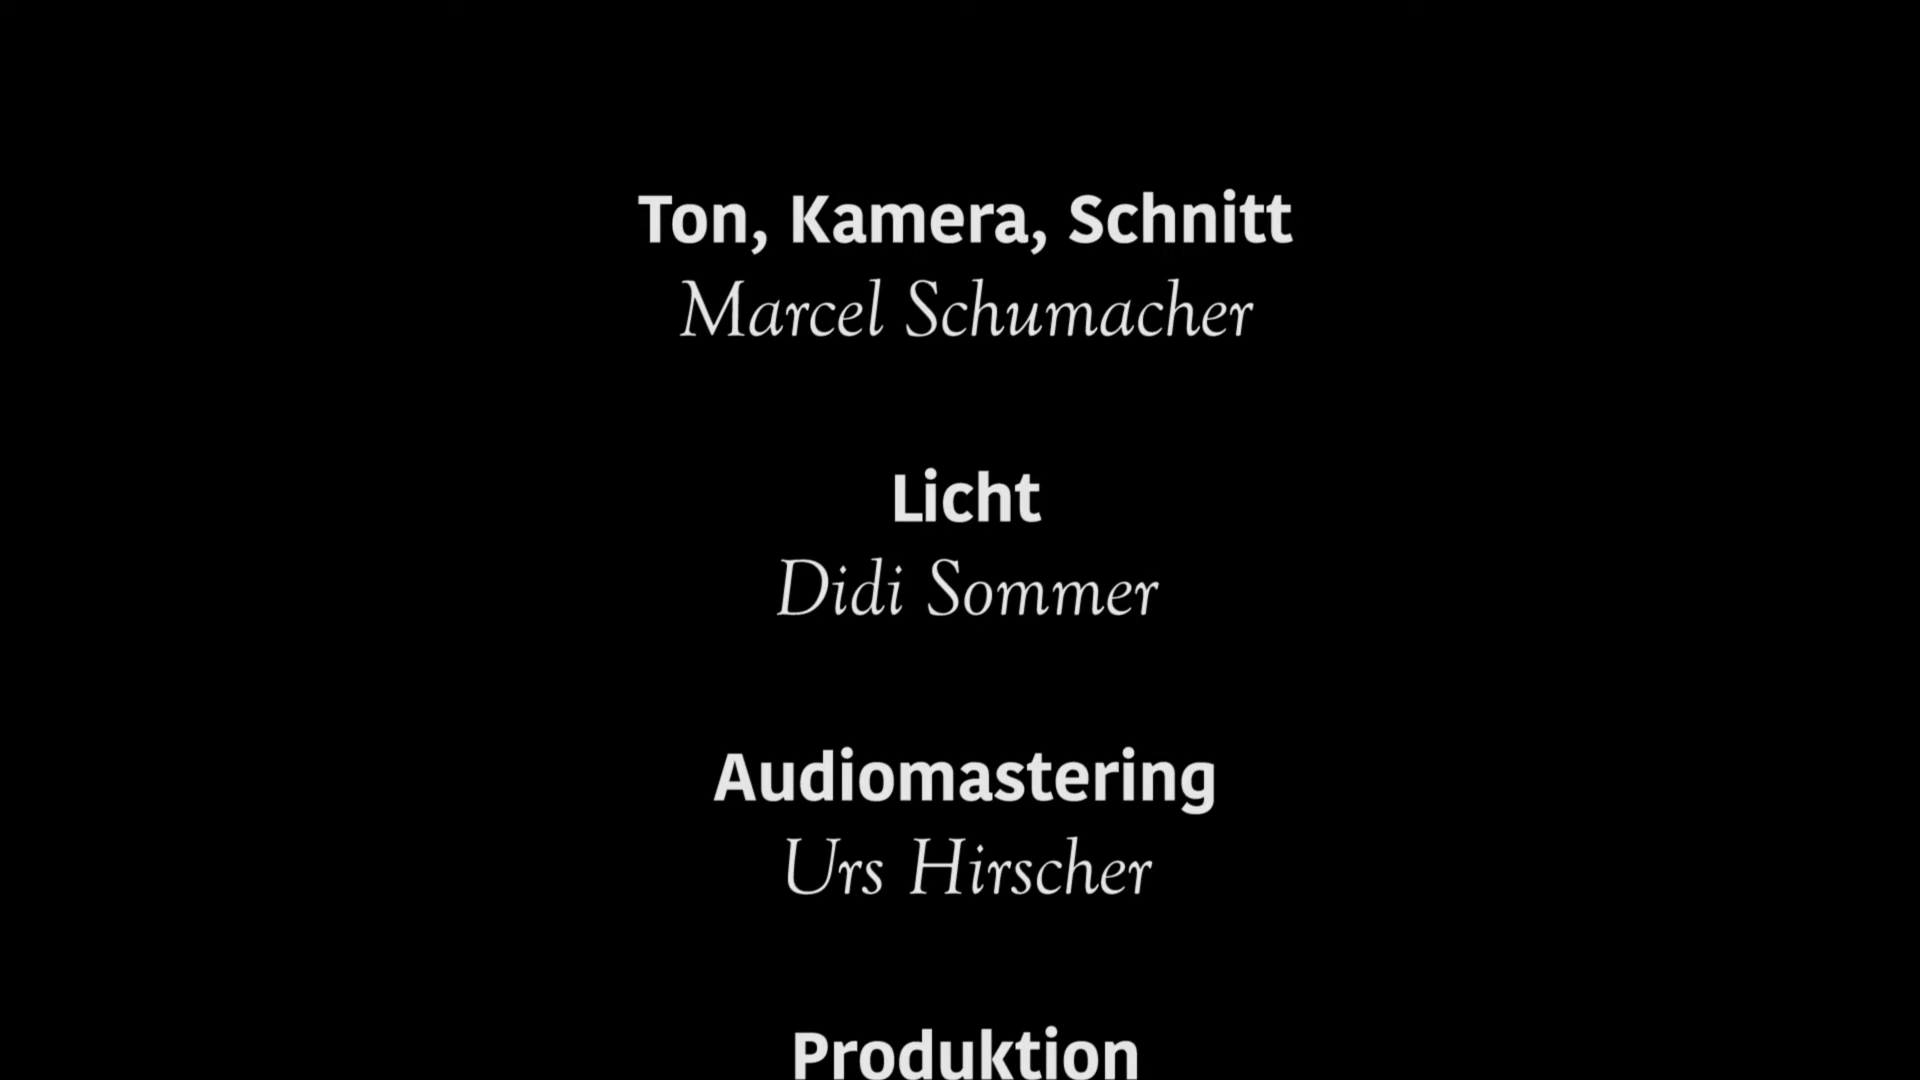 Ton, Kamera, Schnitt
Marcel Schumacher
Licht
Didi Sommer
Audiomastering
Urs Hirscher
Produktion